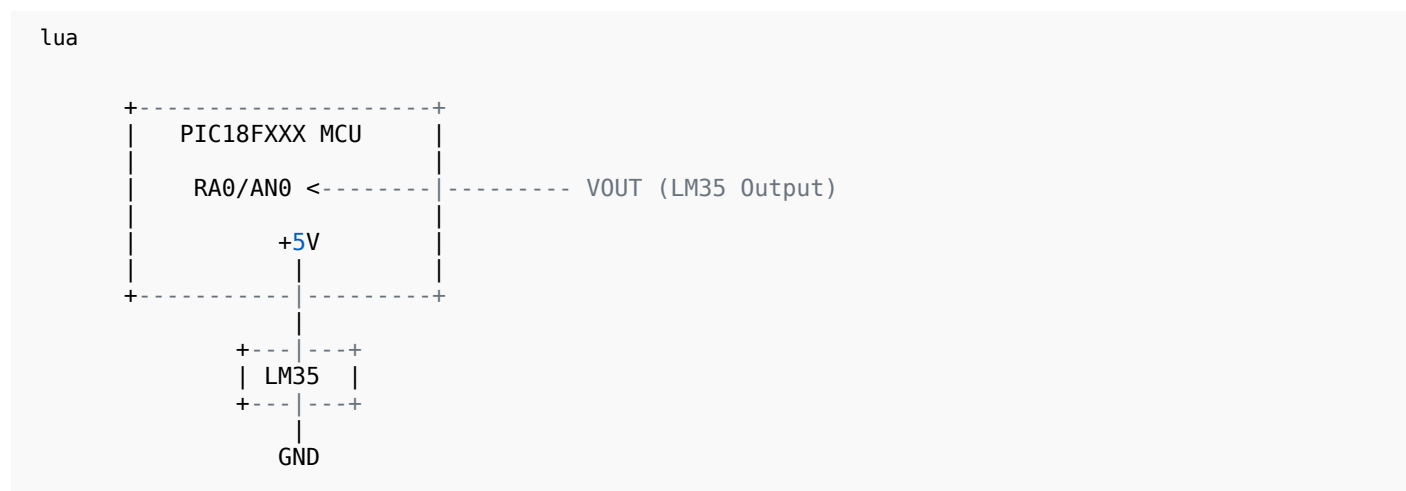 lua
+---------------------+
|   PIC18FXXX MCU     |
|                     |
|    RA0/AN0 <--------|--------- VOUT (LM35 Output)
|                     |
|          +5V        |
|           |         |
+-----------|---------+
|
+---|---+
| LM35  |
+---|---+
|
GND